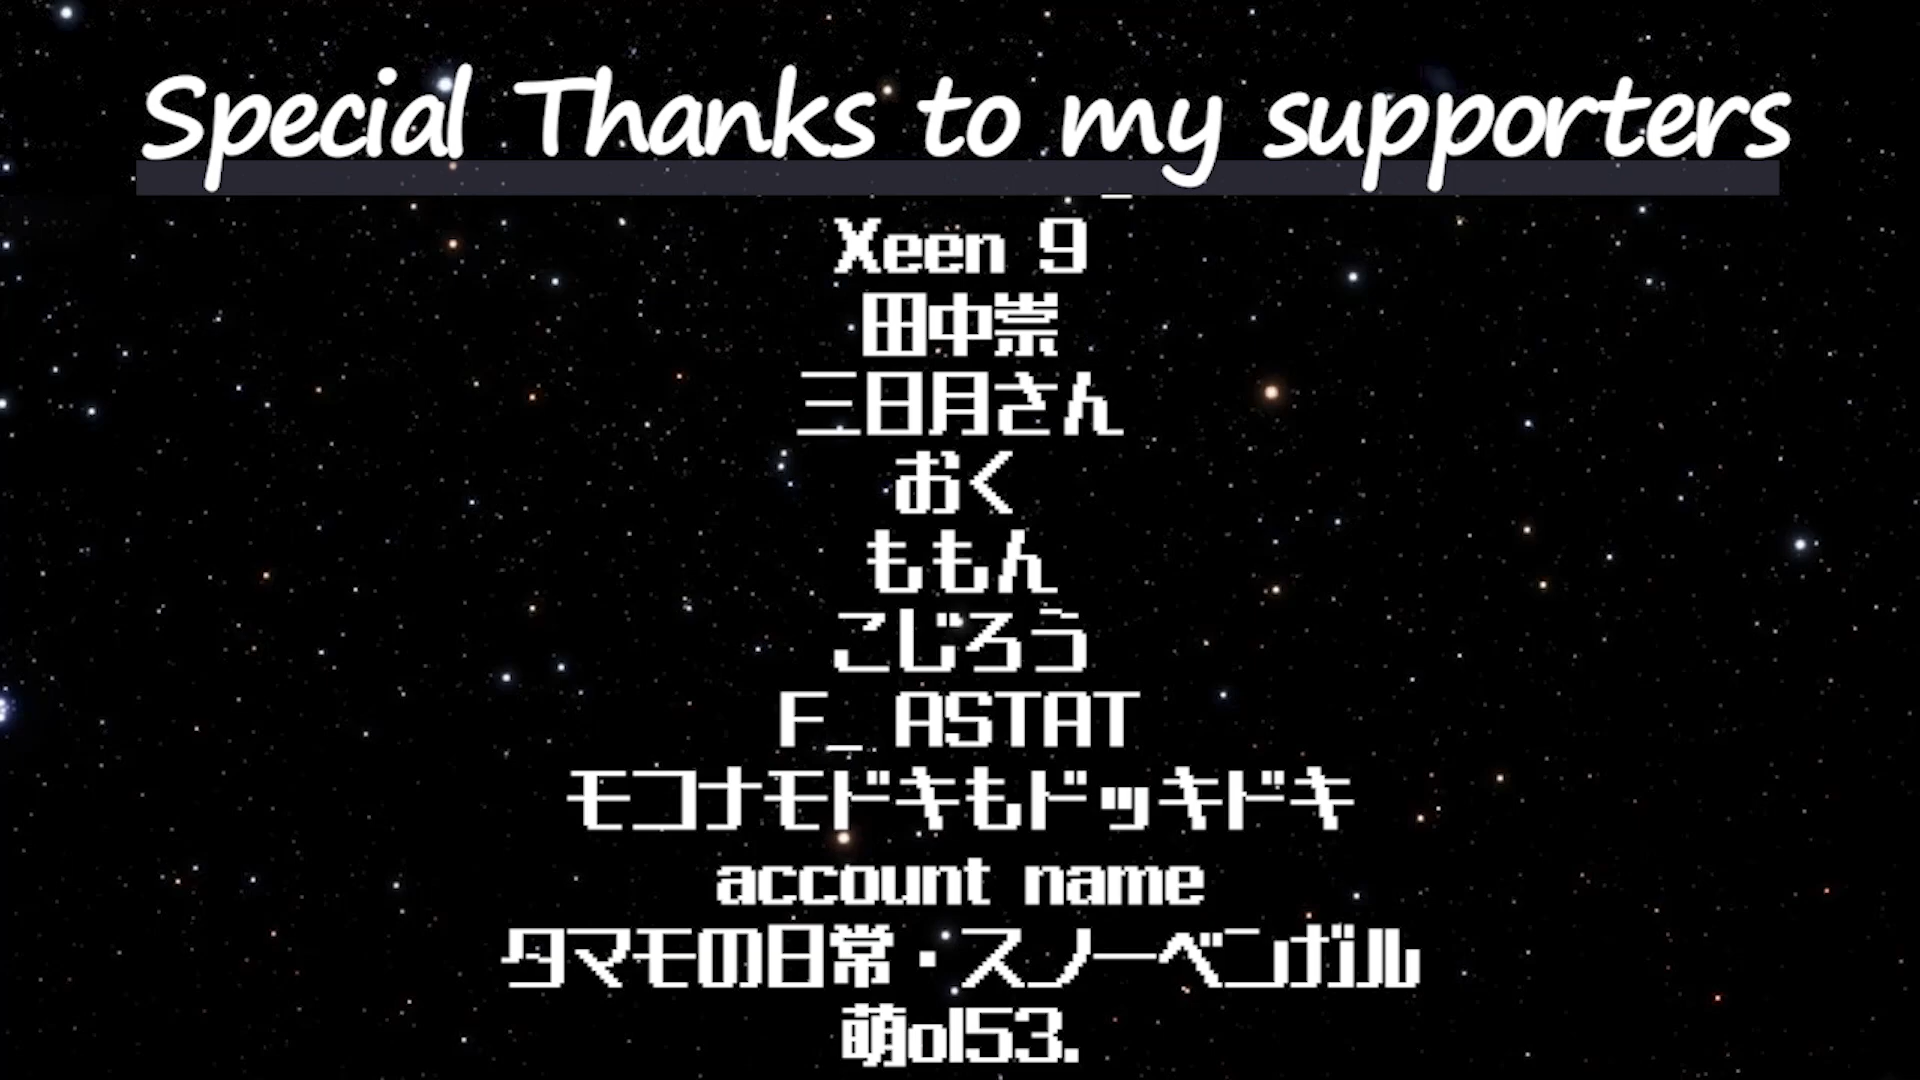 Special Thanks to my supporters
Xeen 9
田中崇
三日月さん
おく
ももん
こじろう
F_ ASTAT
モコナモドキもドッキドキ
account name
タマモの日常・スノーベンガル
萌ol53.